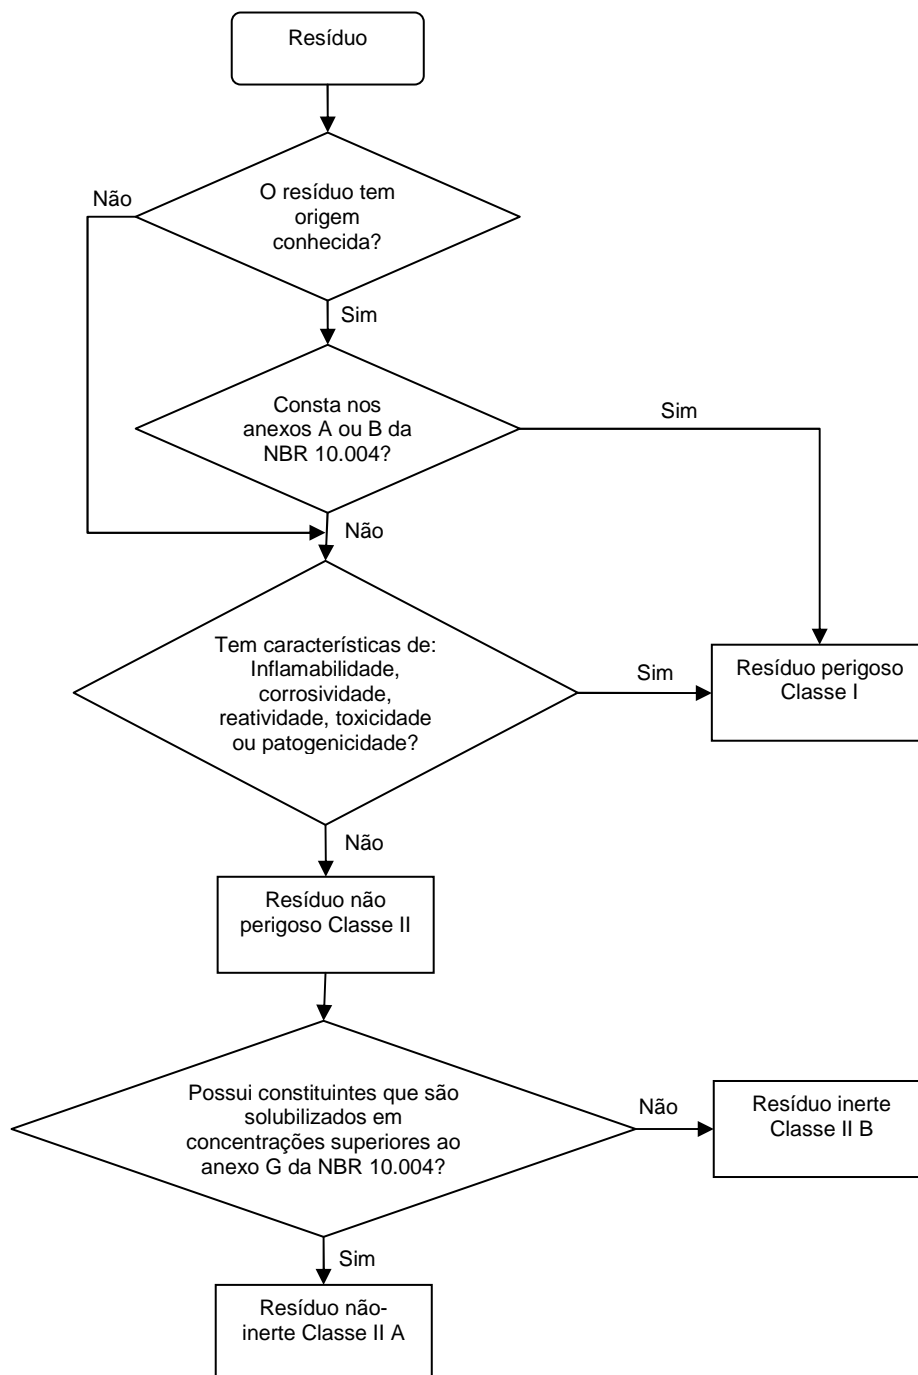 Resíduo
Não
O resíduo tem
origem
conhecida?
Sim
Consta nos
anexos A ou B da
NBR 10.004?
Sim
Não
Tem características de:
Inflamabilidade,
corrosividade,
reatividade, toxicidade
ou patogenicidade?
Sim
Resíduo perigoso
Classe I
Não
Resíduo não
perigoso Classe II
Possui constituintes que são
solubilizados em
concentrações superiores ao
anexo G da NBR 10.004?
Não
Resíduo inerte
Classe II B
Sim
Resíduo não-
inerte Classe II A